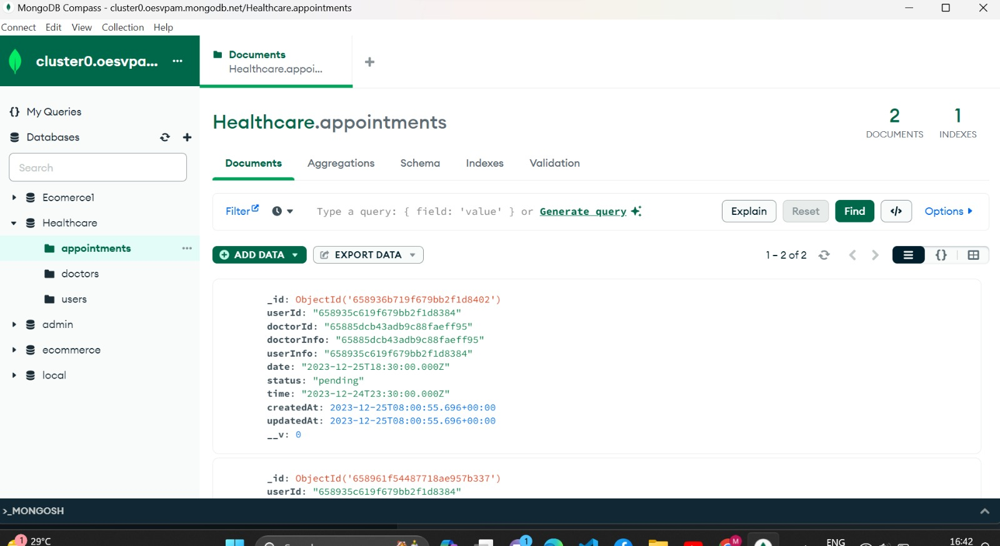 MongoDB Compass - cluster0.oesvpam.mongodb.net/Healthcare.appointments
Connect Edit View Collection Help
cluster0.oesvpa... ...
Documents
Healthcare.appoi...
{} My Queries
Databases
Search
Ecomerce1
Healthcare
appointments ...
doctors
users
admin
ecommerce
local
Healthcare.appointments
2
DOCUMENTS
1
INDEXES
Documents Aggregations Schema Indexes Validation
Filter Type a query: { field: 'value' } or Generate query Explain Reset Find </> Options
ADD DATA EXPORT DATA 1 – 2 of 2 {}
_id: ObjectId('658936b719f679bb2f1d8402')
userId: "658935c619f679bb2f1d8384"
doctorId: "65885dcb43adb9c88faeff95"
doctorInfo: "65885dcb43adb9c88faeff95"
userInfo: "658935c619f679bb2f1d8384"
date: "2023-12-25T18:30:00.000Z"
status: "pending"
time: "2023-12-24T23:30:00.000Z"
createdAt: 2023-12-25T08:00:55.696+00:00
updatedAt: 2023-12-25T08:00:55.696+00:00
__v: 0
_id: ObjectId('658961f54487718ae957b337')
userId: "658935c619f679bb2f1d8384"
>_MONGOSH
1 29°C 1 M ENG 16:42